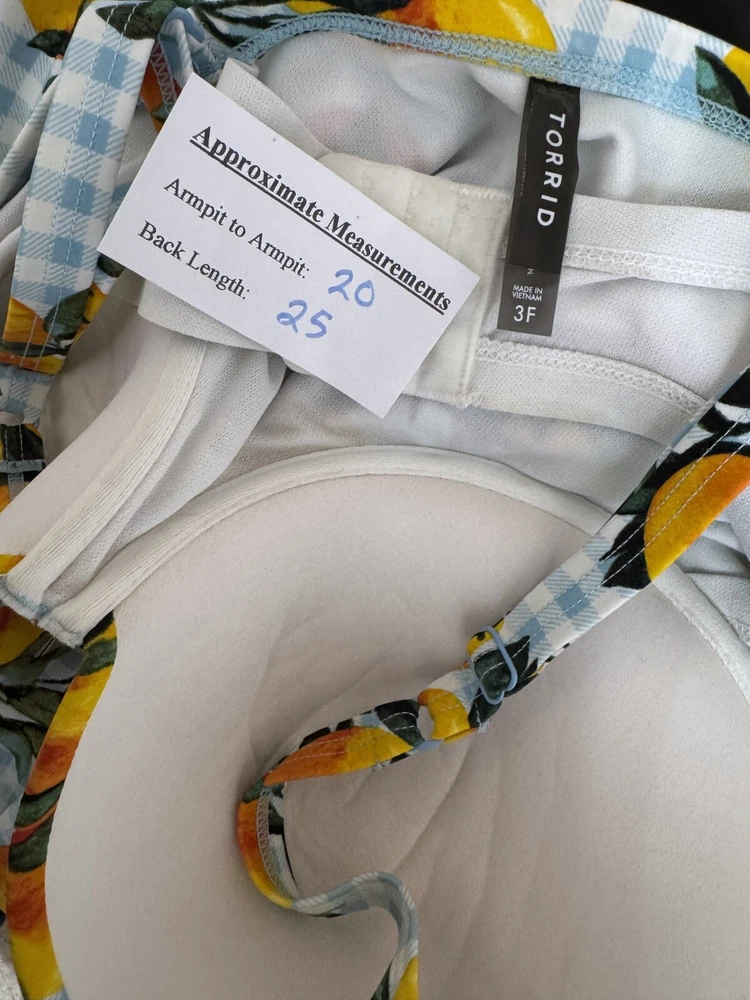 Approximate Measurements
Armpit to Armpit: 20
Back Length: 25
TORRID
MADE IN
VIETNAM
3F